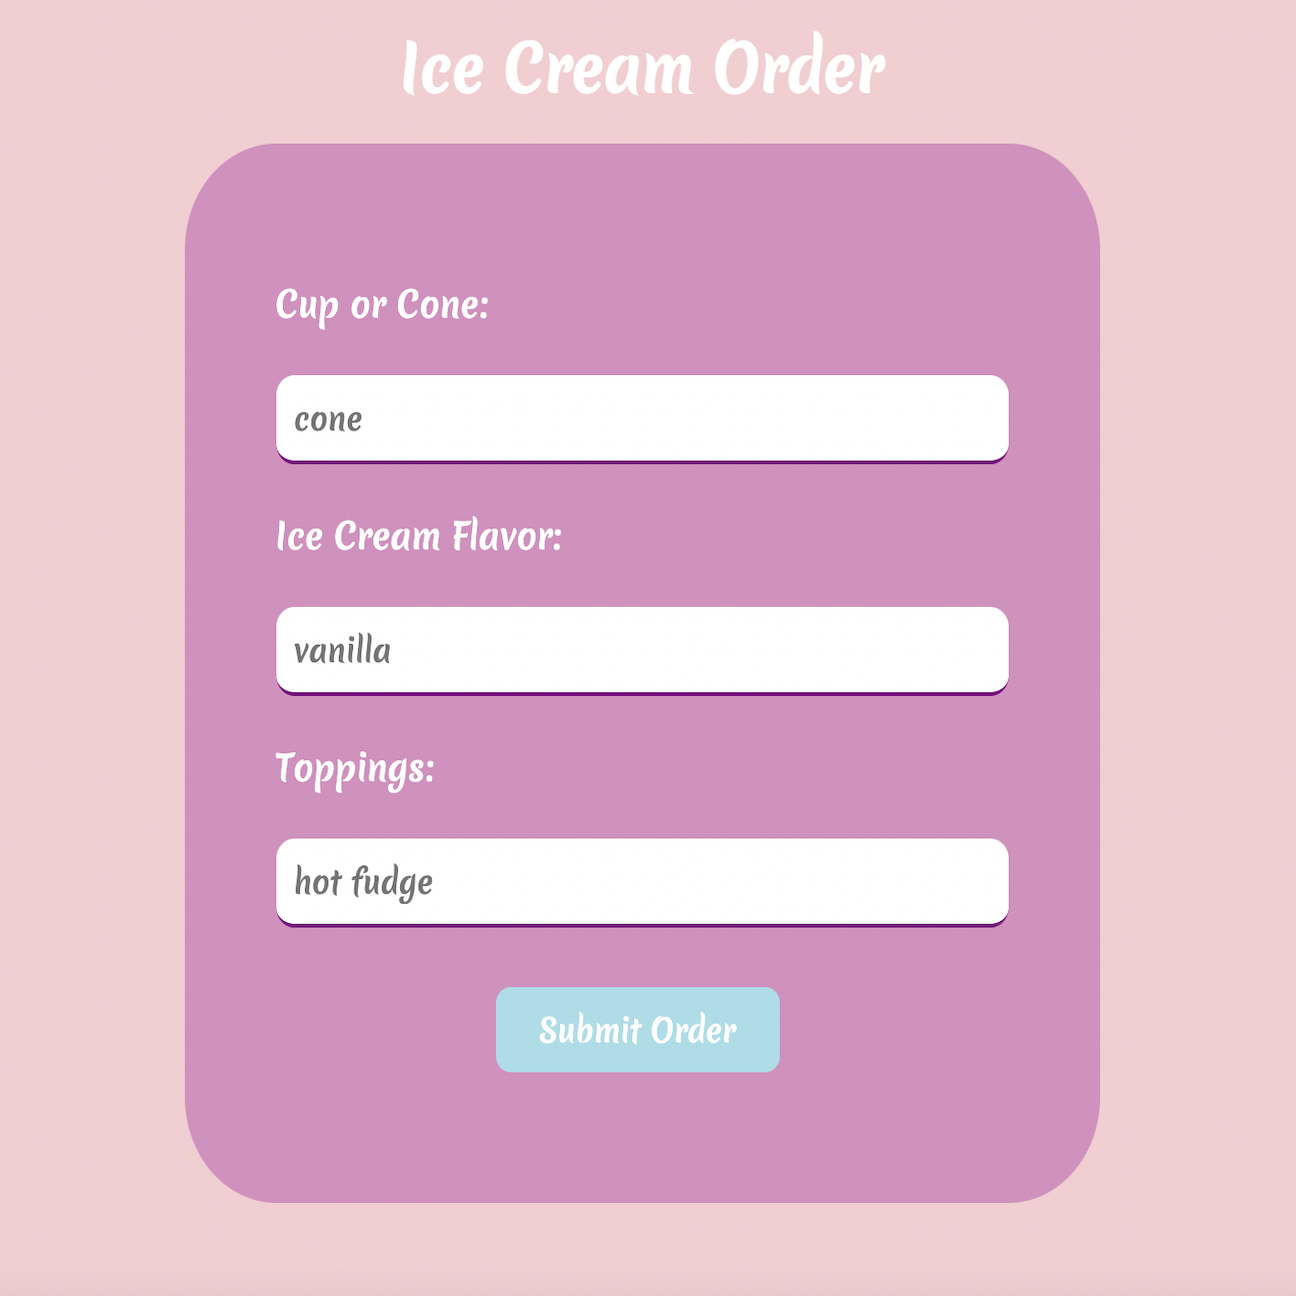 Ice Cream Order
Cup or Cone:
cone
Ice Cream Flavor:
vanilla
Toppings:
hot fudge
Submit Order